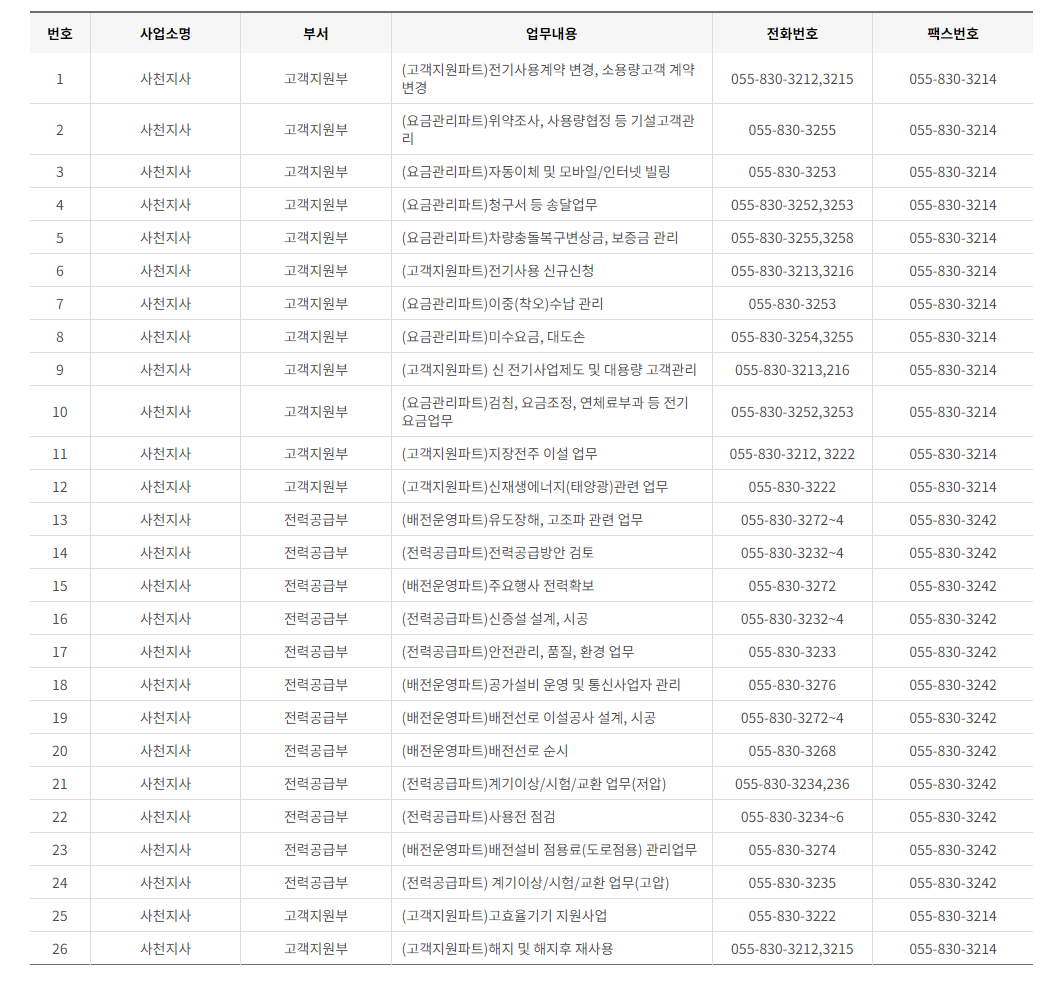 번호 사업소명 부서 업무내용 전화번호 팩스번호
1 사천지사 고객지원부 (고객지원파트)전기사용계약 변경, 소용량고객 계약 055-830-3212,3215 055-830-3214
변경
2 사천지사 고객지원부 (요금관리파트)위약조사, 사용량협정 등 기설고객관 055-830-3255 055-830-3214
리
3 사천지사 고객지원부 (요금관리파트)자동이체 및 모바일/인터넷 빌링 055-830-3253 055-830-3214
4 사천지사 고객지원부 (요금관리파트)청구서 등 송달업무 055-830-3252,3253 055-830-3214
5 사천지사 고객지원부 (요금관리파트)차량충돌복구변상금, 보증금 관리 055-830-3255,3258 055-830-3214
6 사천지사 고객지원부 (고객지원파트)전기사용 신규신청 055-830-3213,3216 055-830-3214
7 사천지사 고객지원부 (요금관리파트)이중(착오)수납 관리 055-830-3253 055-830-3214
8 사천지사 고객지원부 (요금관리파트)미수요금, 대도손 055-830-3254,3255 055-830-3214
9 사천지사 고객지원부 (고객지원파트) 신 전기사업제도 및 대용량 고객관리 055-830-3213,216 055-830-3214
10 사천지사 고객지원부 (요금관리파트)검침, 요금조정, 연체료부과 등 전기 055-830-3252,3253 055-830-3214
요금업무
11 사천지사 고객지원부 (고객지원파트)지장전주 이설 업무 055-830-3212, 3222 055-830-3214
12 사천지사 고객지원부 (고객지원파트)신재생에너지(태양광)관련 업무 055-830-3222 055-830-3214
13 사천지사 전력공급부 (배전운영파트)유도장해, 고조파 관련 업무 055-830-3272~4 055-830-3242
14 사천지사 전력공급부 (전력공급파트)전력공급방안 검토 055-830-3232~4 055-830-3242
15 사천지사 전력공급부 (배전운영파트)주요행사 전력확보 055-830-3272 055-830-3242
16 사천지사 전력공급부 (전력공급파트)신증설 설계, 시공 055-830-3232~4 055-830-3242
17 사천지사 전력공급부 (전력공급파트)안전관리, 품질, 환경 업무 055-830-3233 055-830-3242
18 사천지사 전력공급부 (배전운영파트)공가설비 운영 및 통신사업자 관리 055-830-3276 055-830-3242
19 사천지사 전력공급부 (배전운영파트)배전선로 이설공사 설계, 시공 055-830-3272~4 055-830-3242
20 사천지사 전력공급부 (배전운영파트)배전선로 순시 055-830-3268 055-830-3242
21 사천지사 전력공급부 (전력공급파트)계기이상/시험/교환 업무(저압) 055-830-3234,236 055-830-3242
22 사천지사 전력공급부 (전력공급파트)사용전 점검 055-830-3234~6 055-830-3242
23 사천지사 전력공급부 (배전운영파트)배전설비 점용료(도로점용) 관리업무 055-830-3274 055-830-3242
24 사천지사 전력공급부 (전력공급파트) 계기이상/시험/교환 업무(고압) 055-830-3235 055-830-3242
25 사천지사 고객지원부 (고객지원파트)고효율기기 지원사업 055-830-3222 055-830-3214
26 사천지사 고객지원부 (고객지원파트)해지 및 해지후 재사용 055-830-3212,3215 055-830-3214